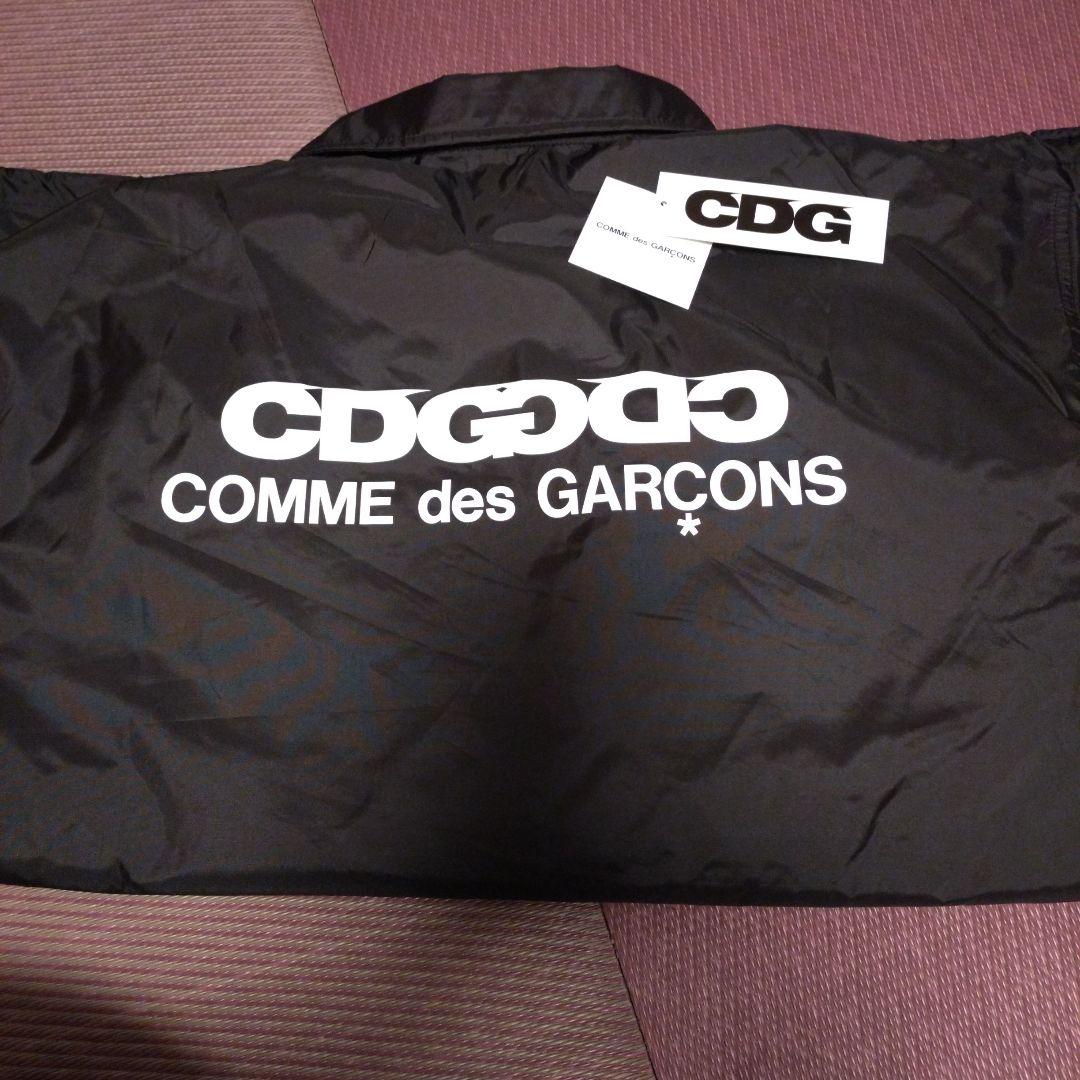 CDG
COMME des GARÇONS
CDGCDG
COMME des GARÇONS
*